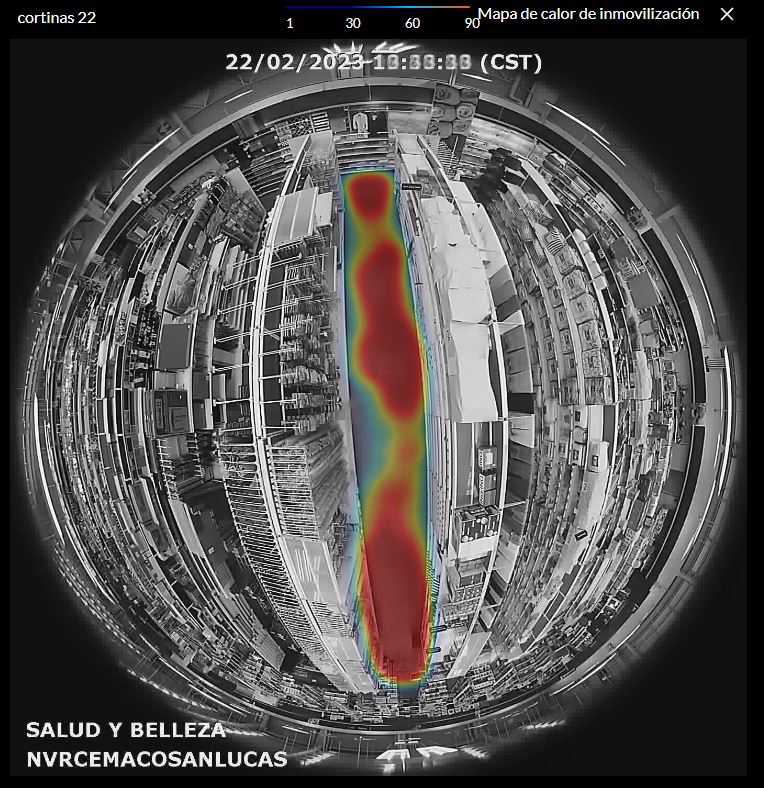 cortinas 22
1 30 60 90
Mapa de calor de inmovilización
22/02/2023 (CST)
SALUD Y BELLEZA
NVRCEMACOSANLUCAS